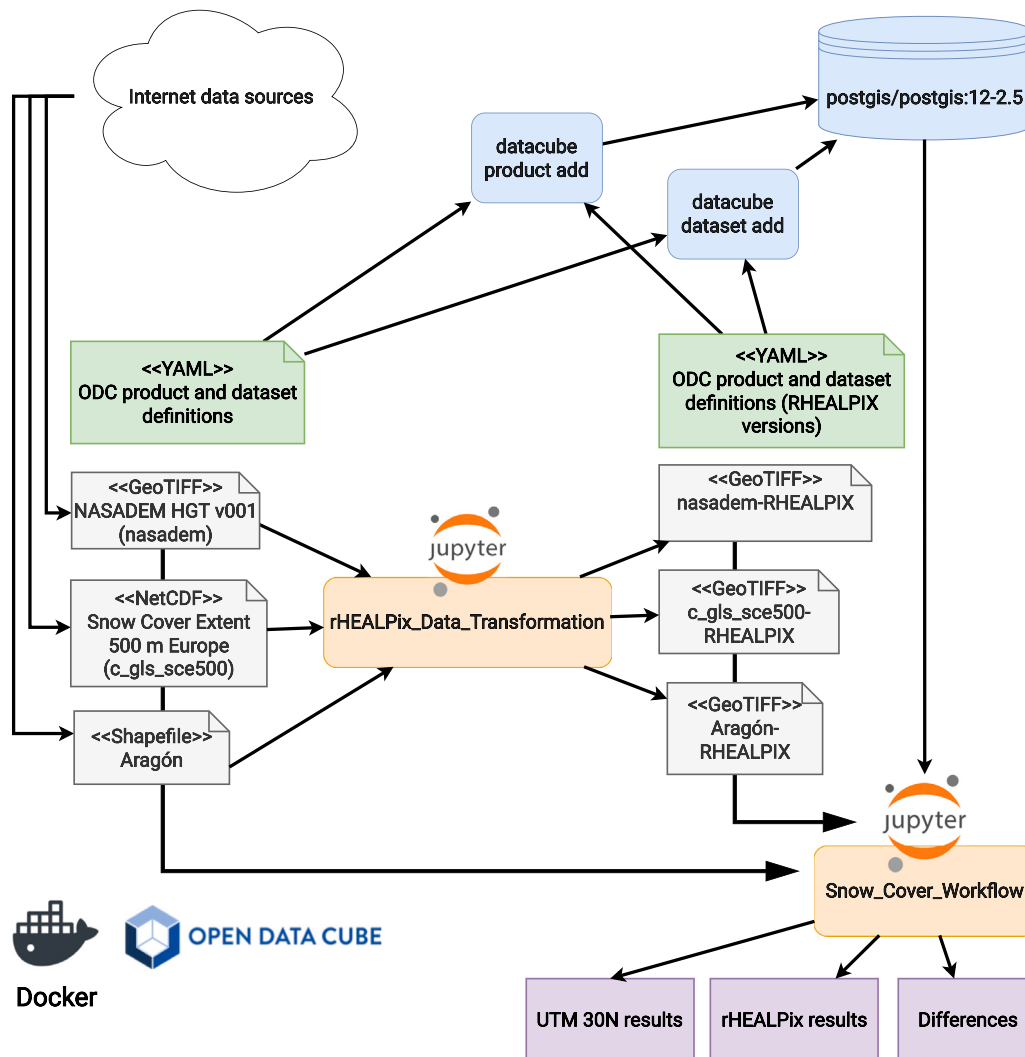 Internet data sources
postgis/postgis:12-2.5
datacube
product add
datacube
dataset add
<<YAML>>
ODC product and dataset
definitions
<<YAML>>
ODC product and dataset
definitions (RHEALPIX
versions)
<<GeoTIFF>>
NASADEM HGT v001
(nasadem)
<<NetCDF>>
Snow Cover Extent
500 m Europe
(c_gls_sce500)
<<Shapefile>>
Aragón
jupyter
rHEALPix_Data_Transformation
<<GeoTIFF>>
nasadem-RHEALPIX
<<GeoTIFF>>
c_gls_sce500-
RHEALPIX
<<GeoTIFF>>
Aragón-
RHEALPIX
jupyter
Snow_Cover_Workflow
Docker
OPEN DATA CUBE
UTM 30N results
rHEALPix results
Differences